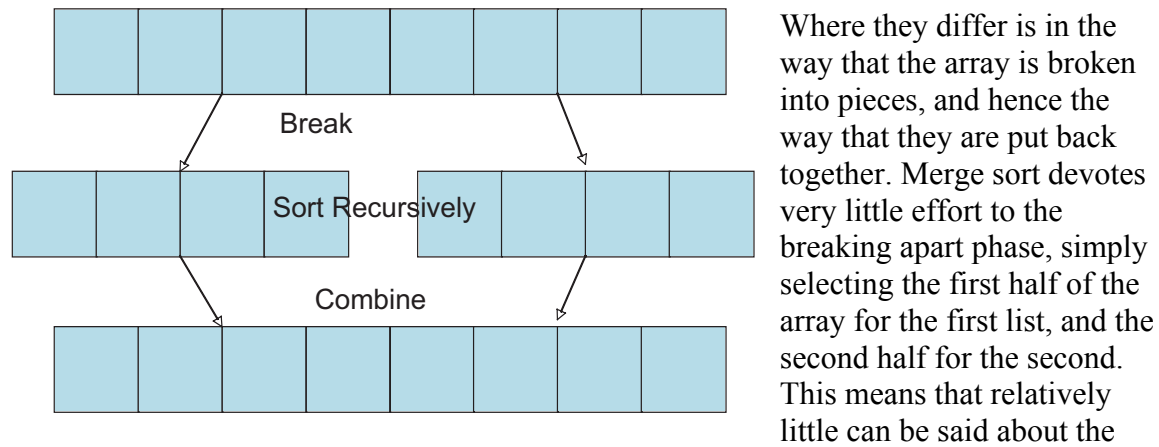 Break
Sort Recursively
Combine
Where they differ is in the
way that the array is broken
into pieces, and hence the
way that they are put back
together. Merge sort devotes
very little effort to the
breaking apart phase, simply
selecting the first half of the
array for the first list, and the
second half for the second.
This means that relatively
little can be said about the